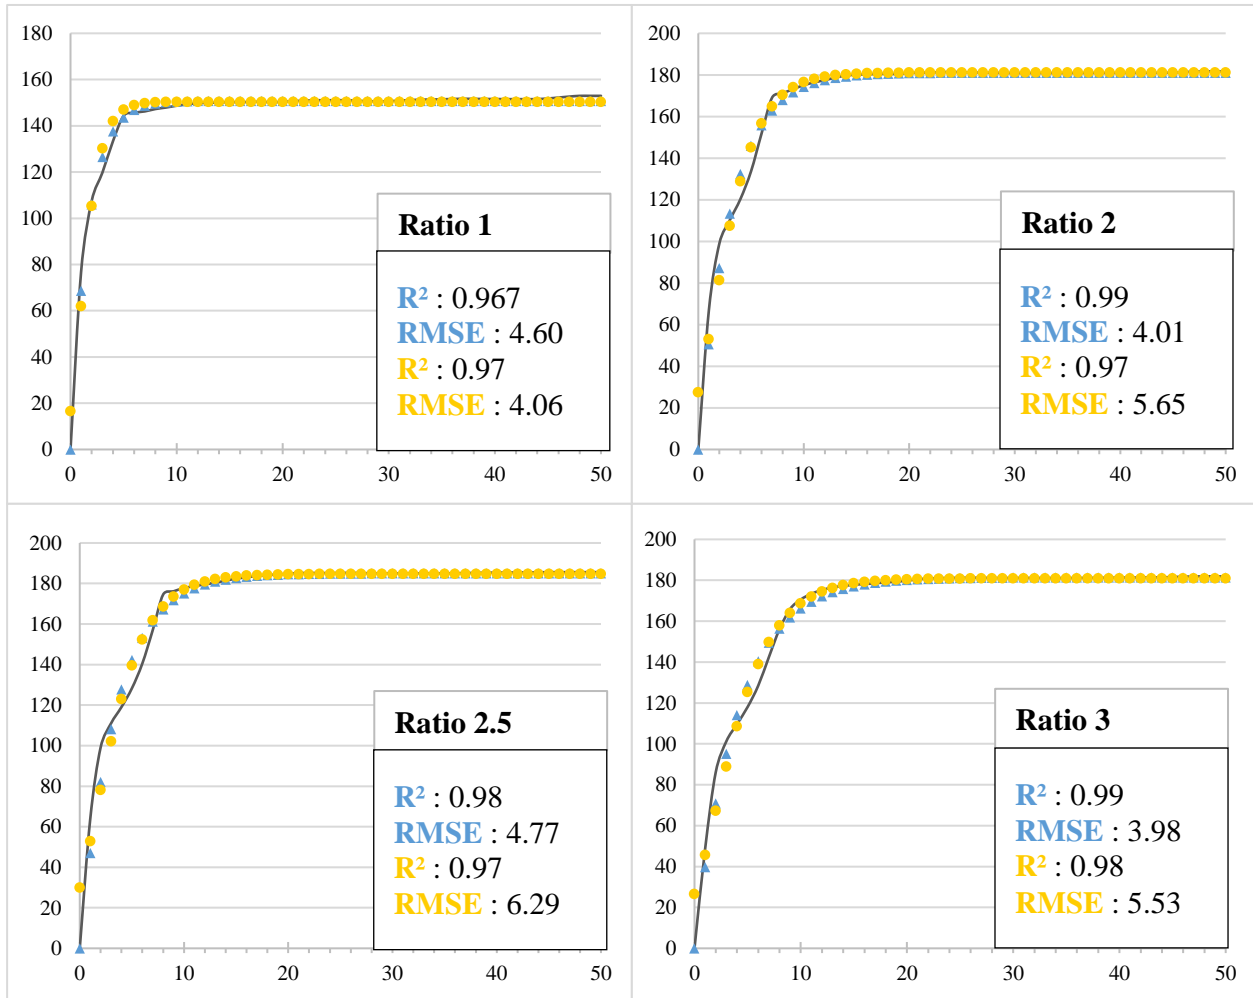 180
160
140
120
100
80
60
40
20
0
0 10 20 30 40 50
Ratio 1
R² : 0.967
RMSE : 4.60
R² : 0.97
RMSE : 4.06
200
180
160
140
120
100
80
60
40
20
0
0 10 20 30 40 50
Ratio 2
R² : 0.99
RMSE : 4.01
R² : 0.97
RMSE : 5.65
200
180
160
140
120
100
80
60
40
20
0
0 10 20 30 40 50
Ratio 2.5
R² : 0.98
RMSE : 4.77
R² : 0.97
RMSE : 6.29
200
180
160
140
120
100
80
60
40
20
0
0 10 20 30 40 50
Ratio 3
R² : 0.99
RMSE : 3.98
R² : 0.98
RMSE : 5.53